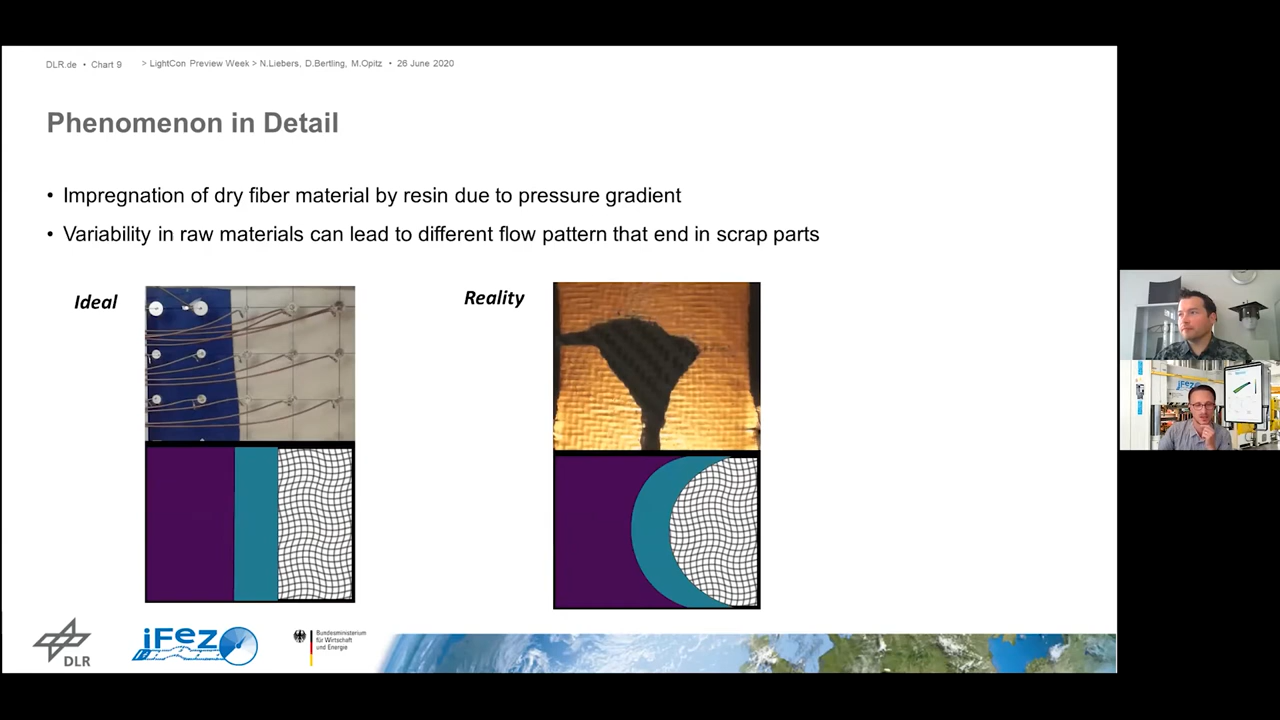 DLR.de • Chart 9 > LightCon Preview Week > N.Liebers, D.Bertling, M.Opitz • 26 June 2020
Phenomenon in Detail
• Impregnation of dry fiber material by resin due to pressure gradient
• Variability in raw materials can lead to different flow pattern that end in scrap parts
Ideal
Reality
DLR
iFez
Bundesministerium
für Wirtschaft
und Energie
iFez